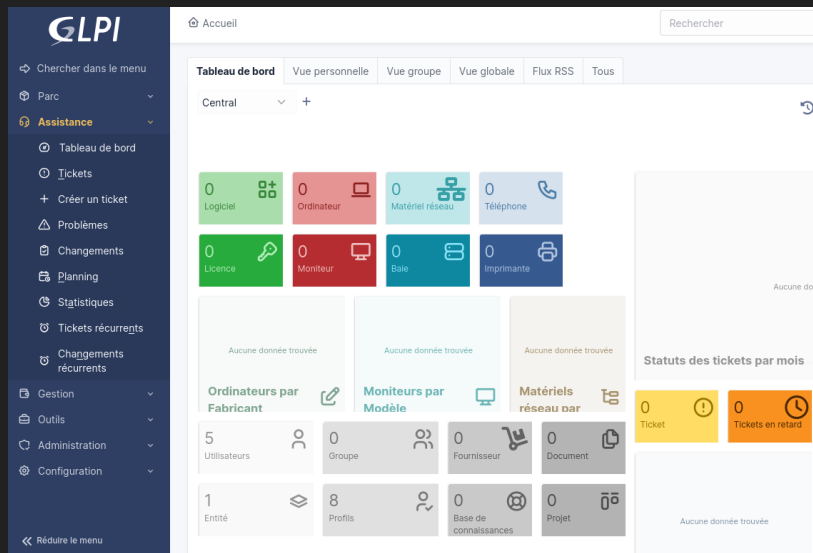 GLPI
Accueil
Rechercher
Chercher dans le menu
Parc
Assistance
Tableau de bord
Tickets
Créer un ticket
Problèmes
Changements
Planning
Statistiques
Tickets récurrents
Changements
récurrents
Gestion
Outils
Administration
Configuration
Réduire le menu
Tableau de bord Vue personnelle Vue groupe Vue globale Flux RSS Tous
Central
0
Logiciel
0
Ordinateur
0
Matériel réseau
0
Téléphone
0
Licence
0
Moniteur
0
Baie
0
Imprimante
Aucune donnée trouvée
Ordinateurs par
Fabricant
Aucune donnée trouvée
Moniteurs par
Modèle
Aucune donnée trouvée
Matériels
réseau par
Aucune do
Statuts des tickets par mois
0
Ticket
0
Tickets en retard
5
Utilisateurs
0
Groupe
0
Fournisseur
0
Document
1
Entité
8
Profils
0
Base de
connaissances
0
Projet
Aucune donnée trouvée